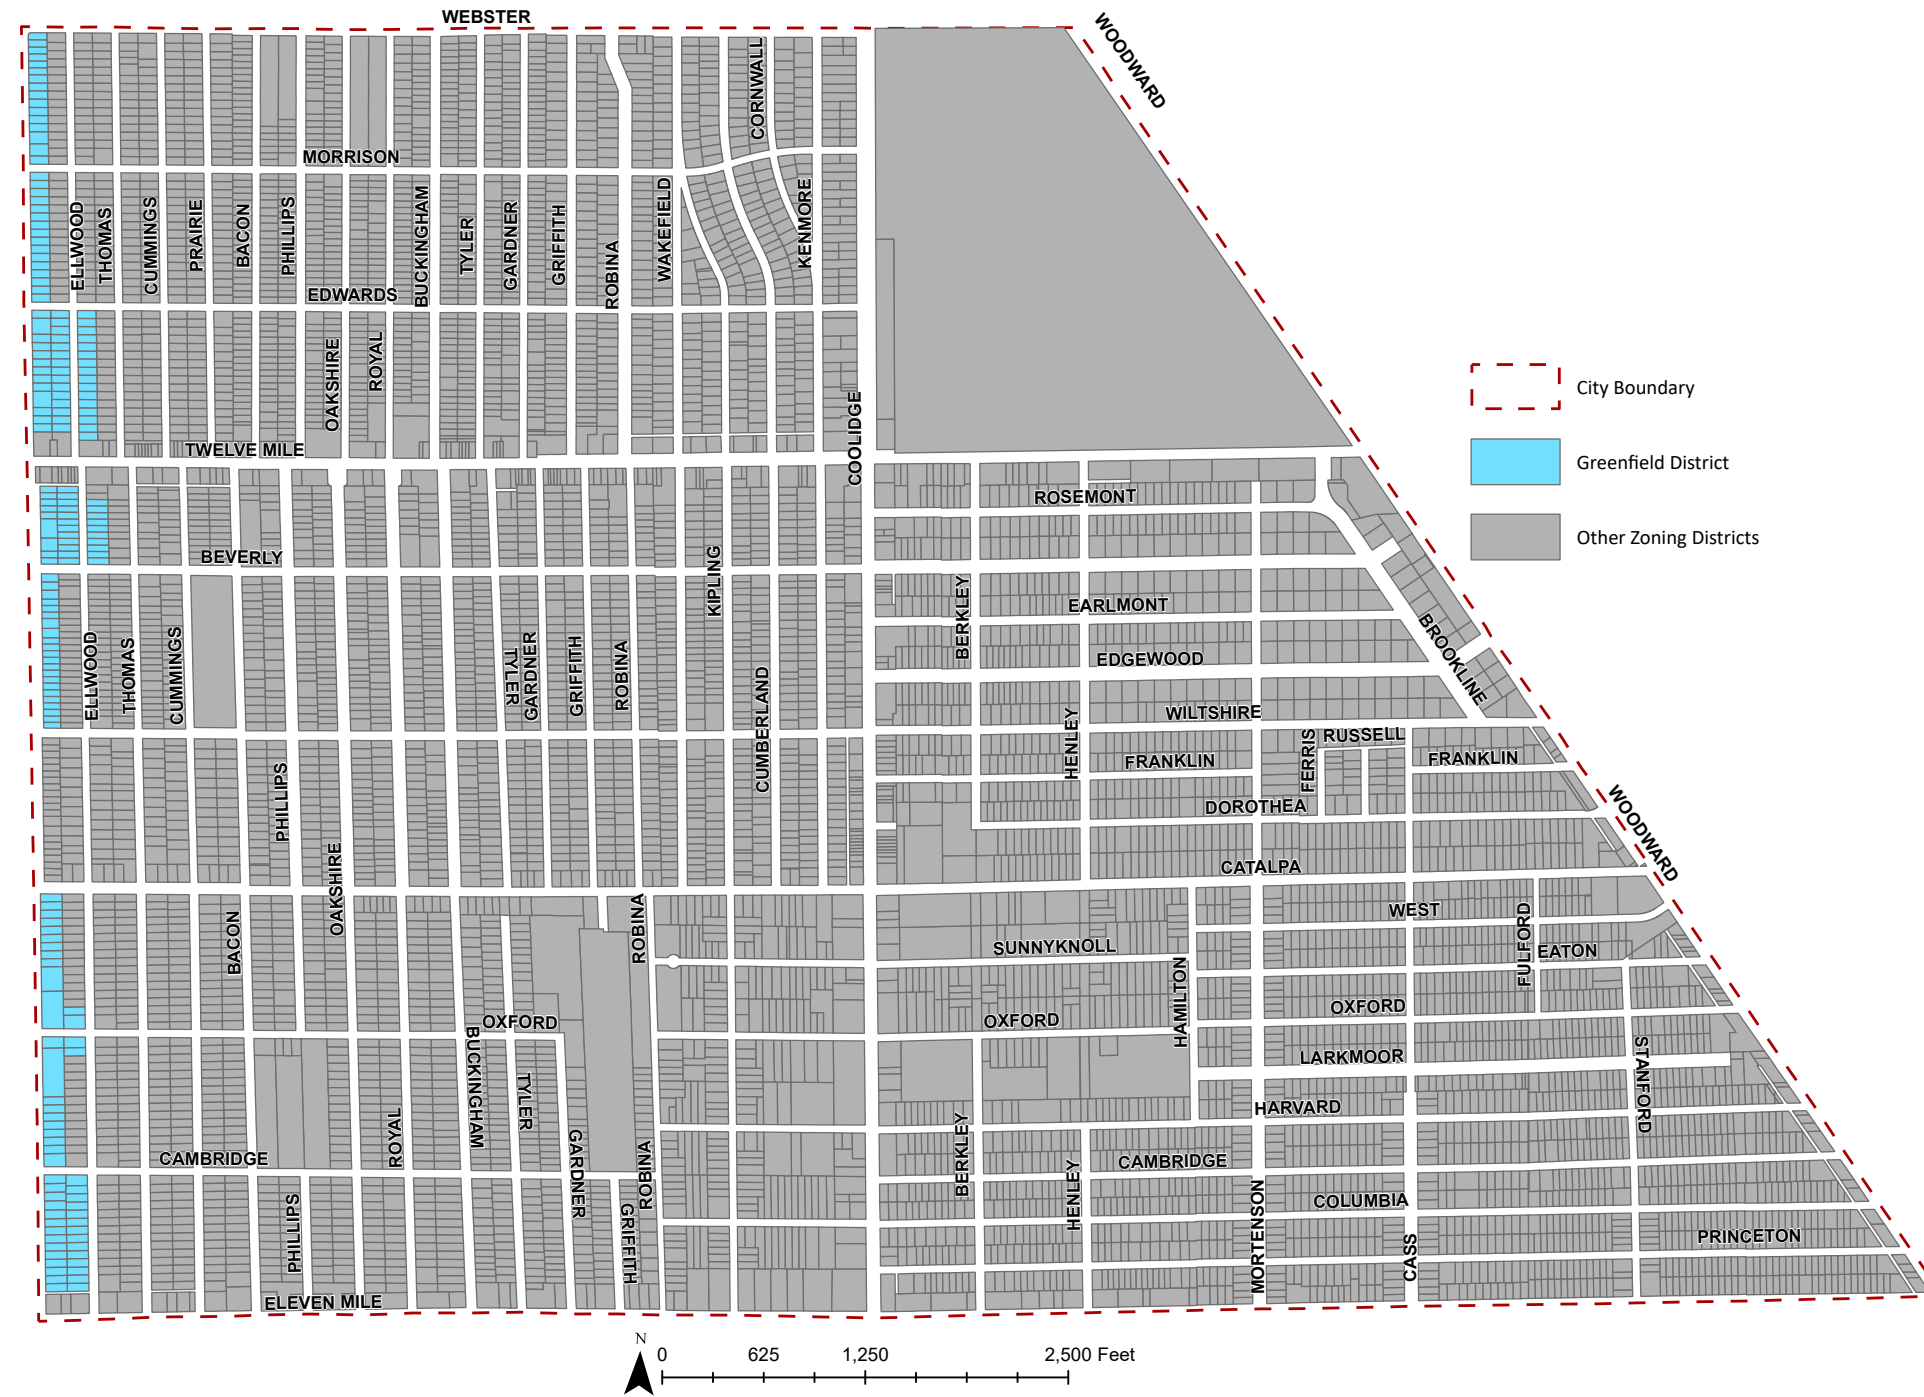 WEBSTER
WOODWARD
CORNWALL
MORRISON
ELLWOOD
THOMAS
CUMMINGS
PRAIRIE
BACON
PHILLIPS
BUCKINGHAM
TYLER
GARDNER
GRIFFITH
ROBINA
WAKEFIELD
KENMORE
EDWARDS
OAKSHIRE
ROYAL
COOLIDGE
TWELVE MILE
City Boundary
Greenfield District
Other Zoning Districts
ROSEMONT
BEVERLY
KIPLING
BERKLEY
EARLMONT
BROOKLINE
ELLWOOD
THOMAS
CUMMINGS
TYLER
GARDNER
GRIFFITH
ROBINA
EDGEWOOD
CUMBERLAND
HENLEY
WILTSHIRE
FERRIS
RUSSELL
FRANKLIN
FRANKLIN
PHILLIPS
DOROTHEA
WOODWARD
OAKSHIRE
CATALPA
BACON
ROBINA
WEST
FULFORD
SUNNYKNOLL
EATON
HAMILTON
OXFORD
OXFORD
OXFORD
BUCKINGHAM
LARKMOOR
STANFORD
TYLER
ROYAL
HARVARD
GARDNER
ROBINA
BERKLEY
CAMBRIDGE
CAMBRIDGE
HENLEY
PHILLIPS
GRIFFITH
MORTENSON
COLUMBIA
CASS
PRINCETON
ELEVEN MILE
N
0 625 1,250 2,500 Feet